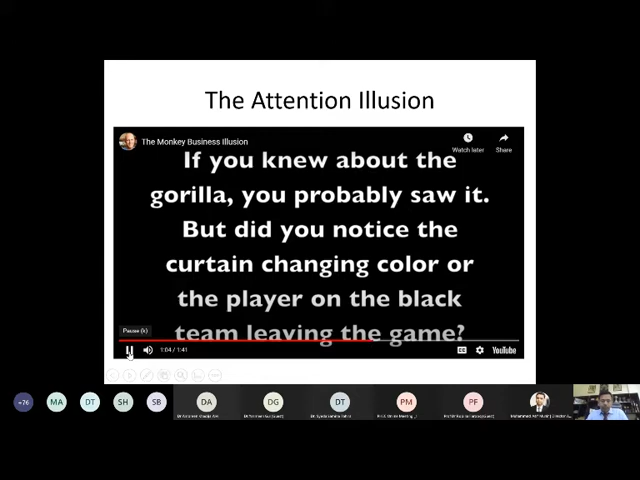 The Attention Illusion
The Monkey Business Illusion
Watch later
Share
If you knew about the
gorilla, you probably saw it.
But did you notice the
curtain changing color or
the player on the black
team leaving the game?
Pause (k)
1:04 / 1:41
YouTube
+76
MA
DT
SH
SB
DA
DG
DT
PM
PF